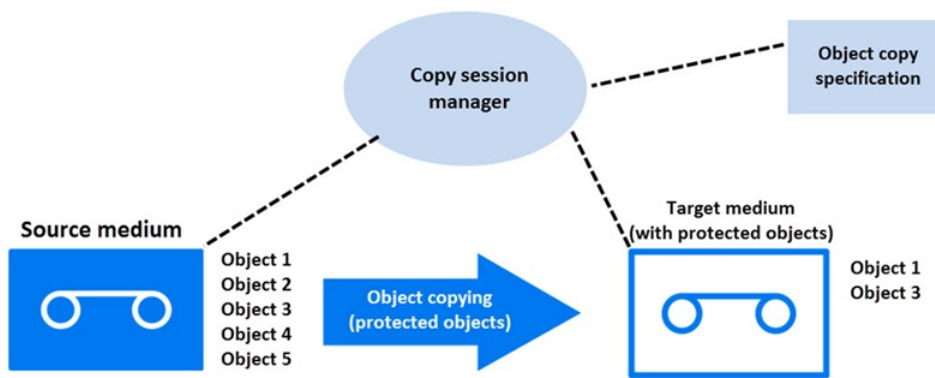 Copy session
manager
Object copy
specification
Source medium
Object 1
Object 2
Object 3
Object 4
Object 5
Object copying
(protected objects)
Target medium
(with protected objects)
Object 1
Object 3